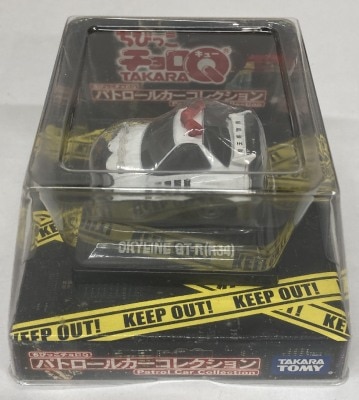 ちびっこ
チョロQ
キュー
TAKARA
パトロールカーコレクション
SKYLINE GT-R(R34)
KEEP OUT!
KEEP OUT!
KEEP OUT!
ちびっこチョロQ
パトロールカーコレクション
Patrol Car Collection
TAKARA
TOMY